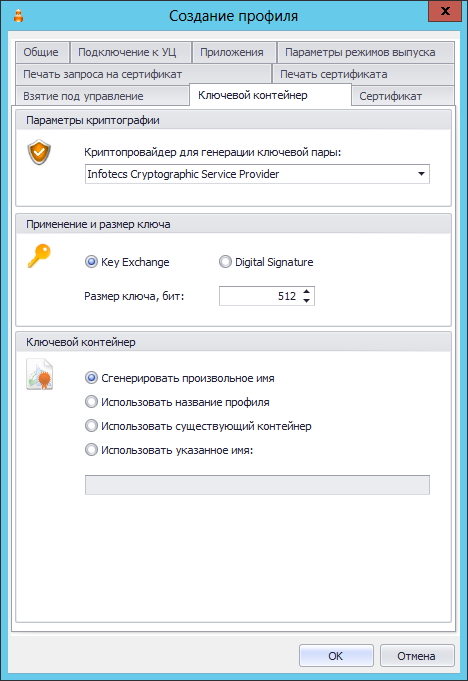 Создание профиля
x
Общие
Подключение к УЦ
Приложения
Параметры режимов выпуска
Печать запроса на сертификат
Печать сертификата
Взятие под управление
Ключевой контейнер
Сертификат
Параметры криптографии
Криптопровайдер для генерации ключевой пары:
Infotecs Cryptographic Service Provider
Применение и размер ключа
Key Exchange
Digital Signature
Размер ключа, бит:
512
Ключевой контейнер
Сгенерировать произвольное имя
Использовать название профиля
Использовать существующий контейнер
Использовать указанное имя:
OK
Отмена